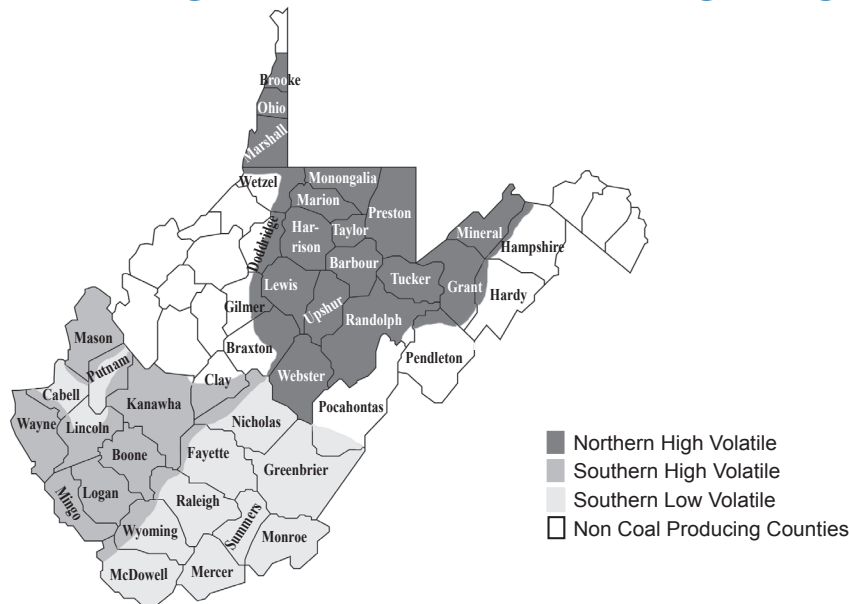 Brooke
Ohio
Marshall
Wetzel
Monongalia
Marion
Preston
Doddridge
Har-
rison
Taylor
Mineral
Hampshire
Barbour
Tucker
Lewis
Grant
Hardy
Gilmer
Upshur
Randolph
Mason
Braxton
Pendleton
Putnam
Clay
Webster
Cabell
Kanawha
Pocahontas
Wayne
Lincoln
Nicholas
Boone
Fayette
Greenbrier
Mingo
Logan
Raleigh
Summers
Wyoming
Monroe
McDowell
Mercer
Northern High Volatile
Southern High Volatile
Southern Low Volatile
Non Coal Producing Counties